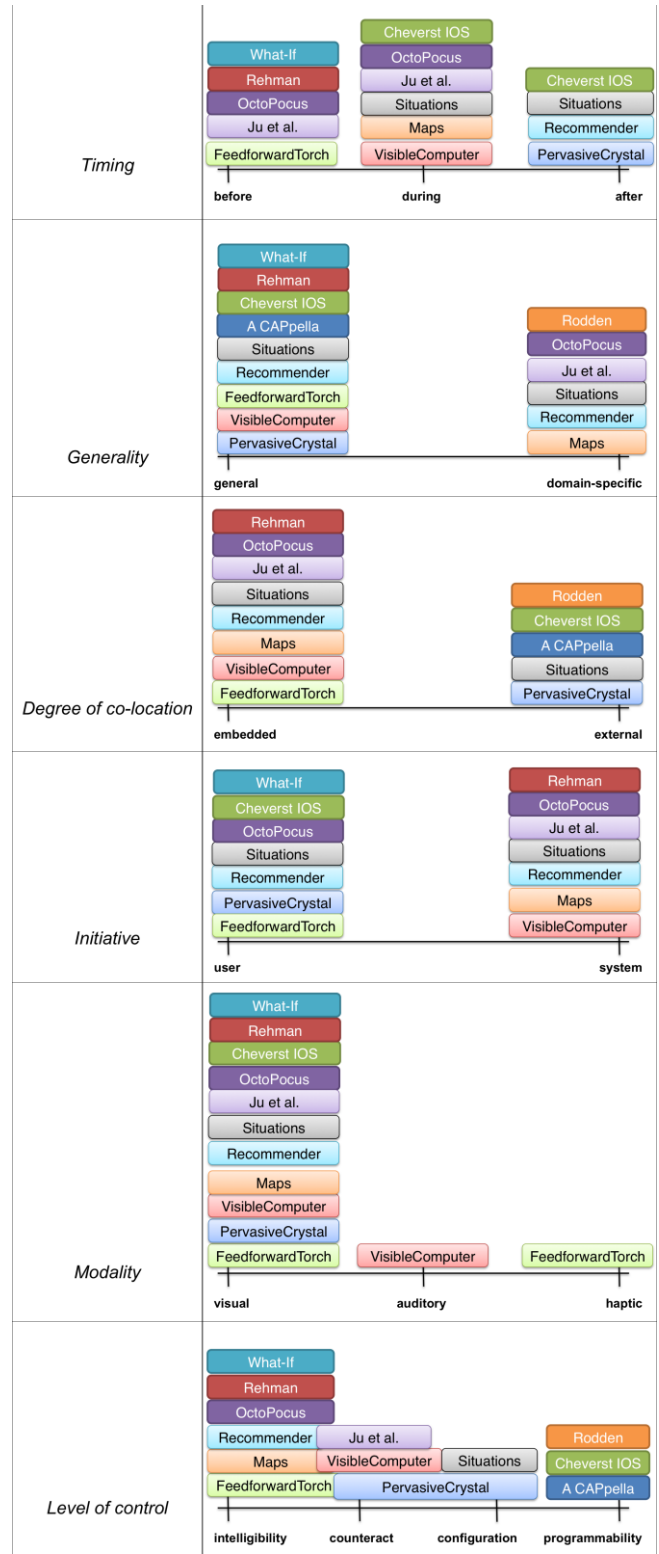 Cheverst IOS
What-If
OctoPocus
Rehman
Ju et al.
Cheverst IOS
OctoPocus
Situations
Situations
Ju et al.
Maps
Recommender
FeedforwardTorch
VisibleComputer
PervasiveCrystal
Timing
before
during
after
What-If
Rehman
Cheverst IOS
Rodden
A CAPpella
OctoPocus
Situations
Ju et al.
Recommender
Situations
FeedforwardTorch
Recommender
VisibleComputer
Maps
PervasiveCrystal
Generality
general
domain-specific
Rehman
OctoPocus
Ju et al.
Situations
Rodden
Recommender
Cheverst IOS
Maps
A CAPpella
VisibleComputer
Situations
FeedforwardTorch
PervasiveCrystal
Degree of co-location
embedded
external
What-If
Rehman
Cheverst IOS
OctoPocus
OctoPocus
Ju et al.
Situations
Situations
Recommender
Recommender
PervasiveCrystal
Maps
FeedforwardTorch
VisibleComputer
Initiative
user
system
What-If
Rehman
Cheverst IOS
OctoPocus
Ju et al.
Situations
Recommender
Maps
VisibleComputer
PervasiveCrystal
FeedforwardTorch
VisibleComputer
FeedforwardTorch
Modality
visual
auditory
haptic
What-If
Rehman
OctoPocus
Recommender
Ju et al.
Rodden
Maps
VisibleComputer
Situations
Cheverst IOS
FeedforwardTorch
PervasiveCrystal
A CAPpella
Level of control
intelligibility
counteract
configuration
programmability